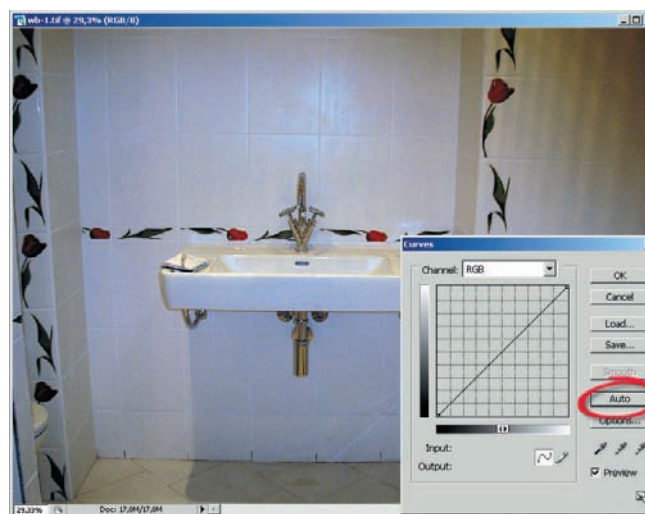 wb-1.tif @ 29,3% (RGB/8)
Curves
Channel: RGB
OK
Cancel
Load...
Save...
Smooth
Auto
Options...
Input:
Output:
Preview
29,33%
Doc: 17,0M/17,0M